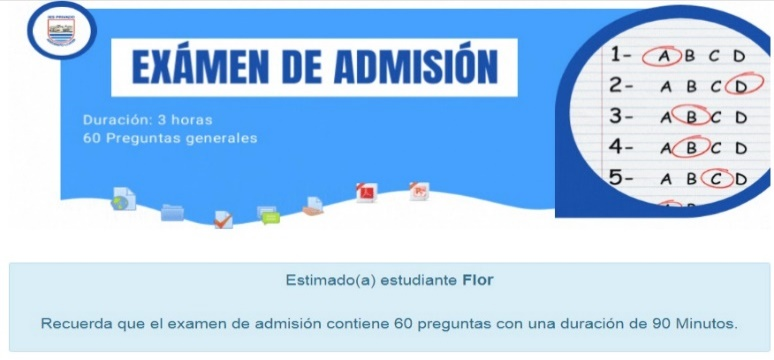 EXÁMEN DE ADMISIÓN
Duración: 3 horas
60 Preguntas generales
1- A B C D
2- A B C D
3- A B C D
4- A B C D
5- A B C D
Estimado(a) estudiante Flor
Recuerda que el examen de admisión contiene 60 preguntas con una duración de 90 Minutos.